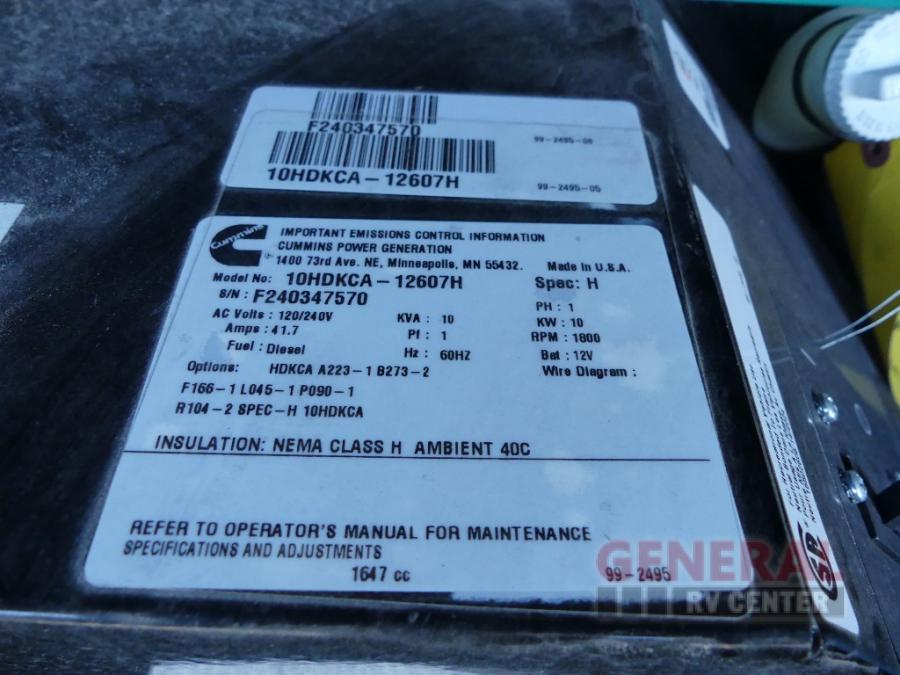 F240347570
99-2495-06
10HDKCA-12607H
99-2495-05
Cummins
IMPORTANT EMISSIONS CONTROL INFORMATION
CUMMINS POWER GENERATION
1400 73rd Ave. NE, Minneapolis, MN 55432. Made In U.S.A.
Model No: 10HDKCA-12607H Spec: H
S/N: F240347570 PH: 1
AC Volts: 120/240V KVA: 10 KW: 10
Amps: 41.7 Pf: 1 RPM: 1800
Fuel: Diesel Hz: 60HZ Bat: 12V
Options: HDKCA A223-1 B273-2 Wire Diagram:
F166-1 L045-1 P090-1
R104-2 SPEC-H 10HDKCA
INSULATION: NEMA CLASS H AMBIENT 40C
REFER TO OPERATOR'S MANUAL FOR MAINTENANCE
SPECIFICATIONS AND ADJUSTMENTS
1647 cc 99-2495
GENERAL
RV CENTER